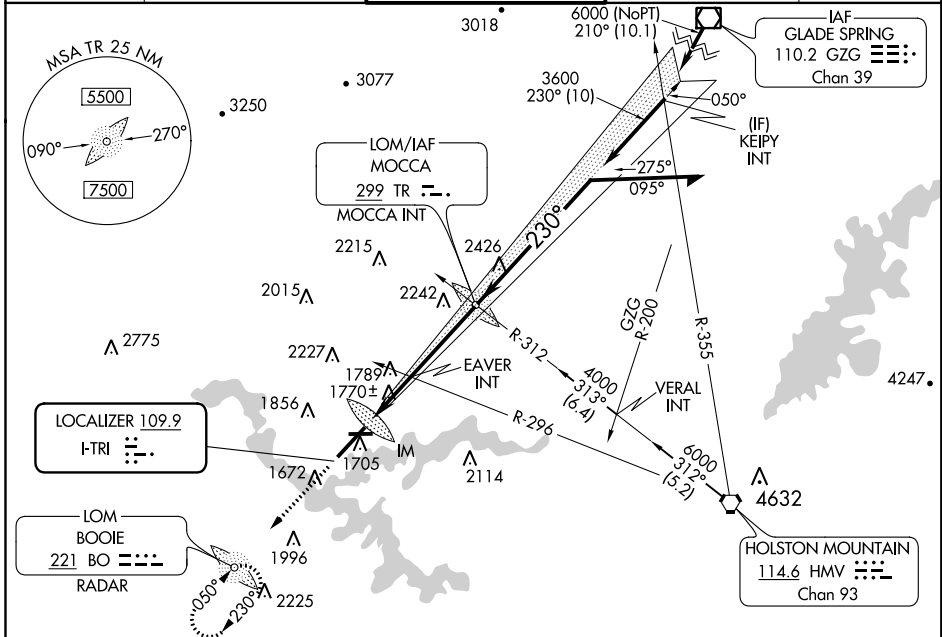 3018
6000 (NoPT)
210° (10.1)
IAF
GLADE SPRING
110.2 GZG
Chan 39
MSA TR 25 NM
5500
090°
270°
7500
3250
3077
3600
230° (10)
050°
(IF)
KEIPY
INT
LOM/IAF
MOCCA
299 TR
MOCCA INT
275°
095°
230°
2215
2426
2015
2242
GZG
R-200
R-355
R-312
2775
2227
1789
EAVER
INT
4000
313°
(6.4)
VERAL
INT
4247
1770±
1856
R-296
LOCALIZER 109.9
I-TRI
IM
1705
1672
2114
6000
312°
(5.2)
4632
LOM
BOOIE
221 BO
RADAR
1996
050°
230°
2225
HOLSTON MOUNTAIN
114.6 HMV
Chan 93